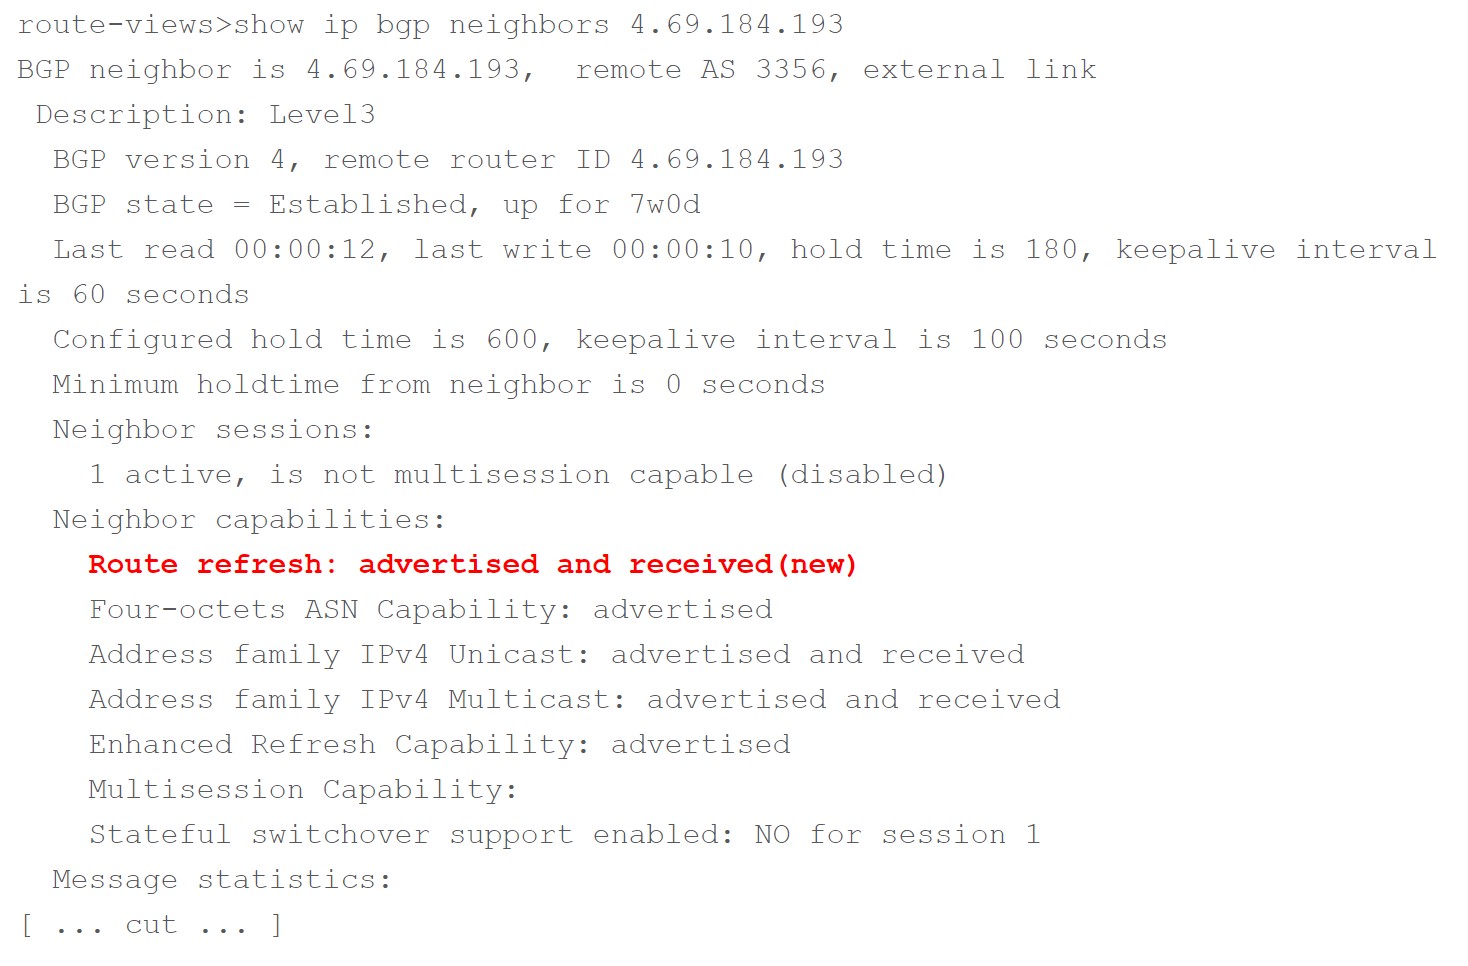 route-views>show ip bgp neighbors 4.69.184.193
BGP neighbor is 4.69.184.193,  remote AS 3356, external link
 Description: Level3
  BGP version 4, remote router ID 4.69.184.193
  BGP state = Established, up for 7w0d
  Last read 00:00:12, last write 00:00:10, hold time is 180, keepalive interval
is 60 seconds
  Configured hold time is 600, keepalive interval is 100 seconds
  Minimum holdtime from neighbor is 0 seconds
  Neighbor sessions:
    1 active, is not multisession capable (disabled)
  Neighbor capabilities:
    Route refresh: advertised and received(new)
    Four-octets ASN Capability: advertised
    Address family IPv4 Unicast: advertised and received
    Address family IPv4 Multicast: advertised and received
    Enhanced Refresh Capability: advertised
    Multisession Capability:
    Stateful switchover support enabled: NO for session 1
  Message statistics:
[ ... cut ... ]